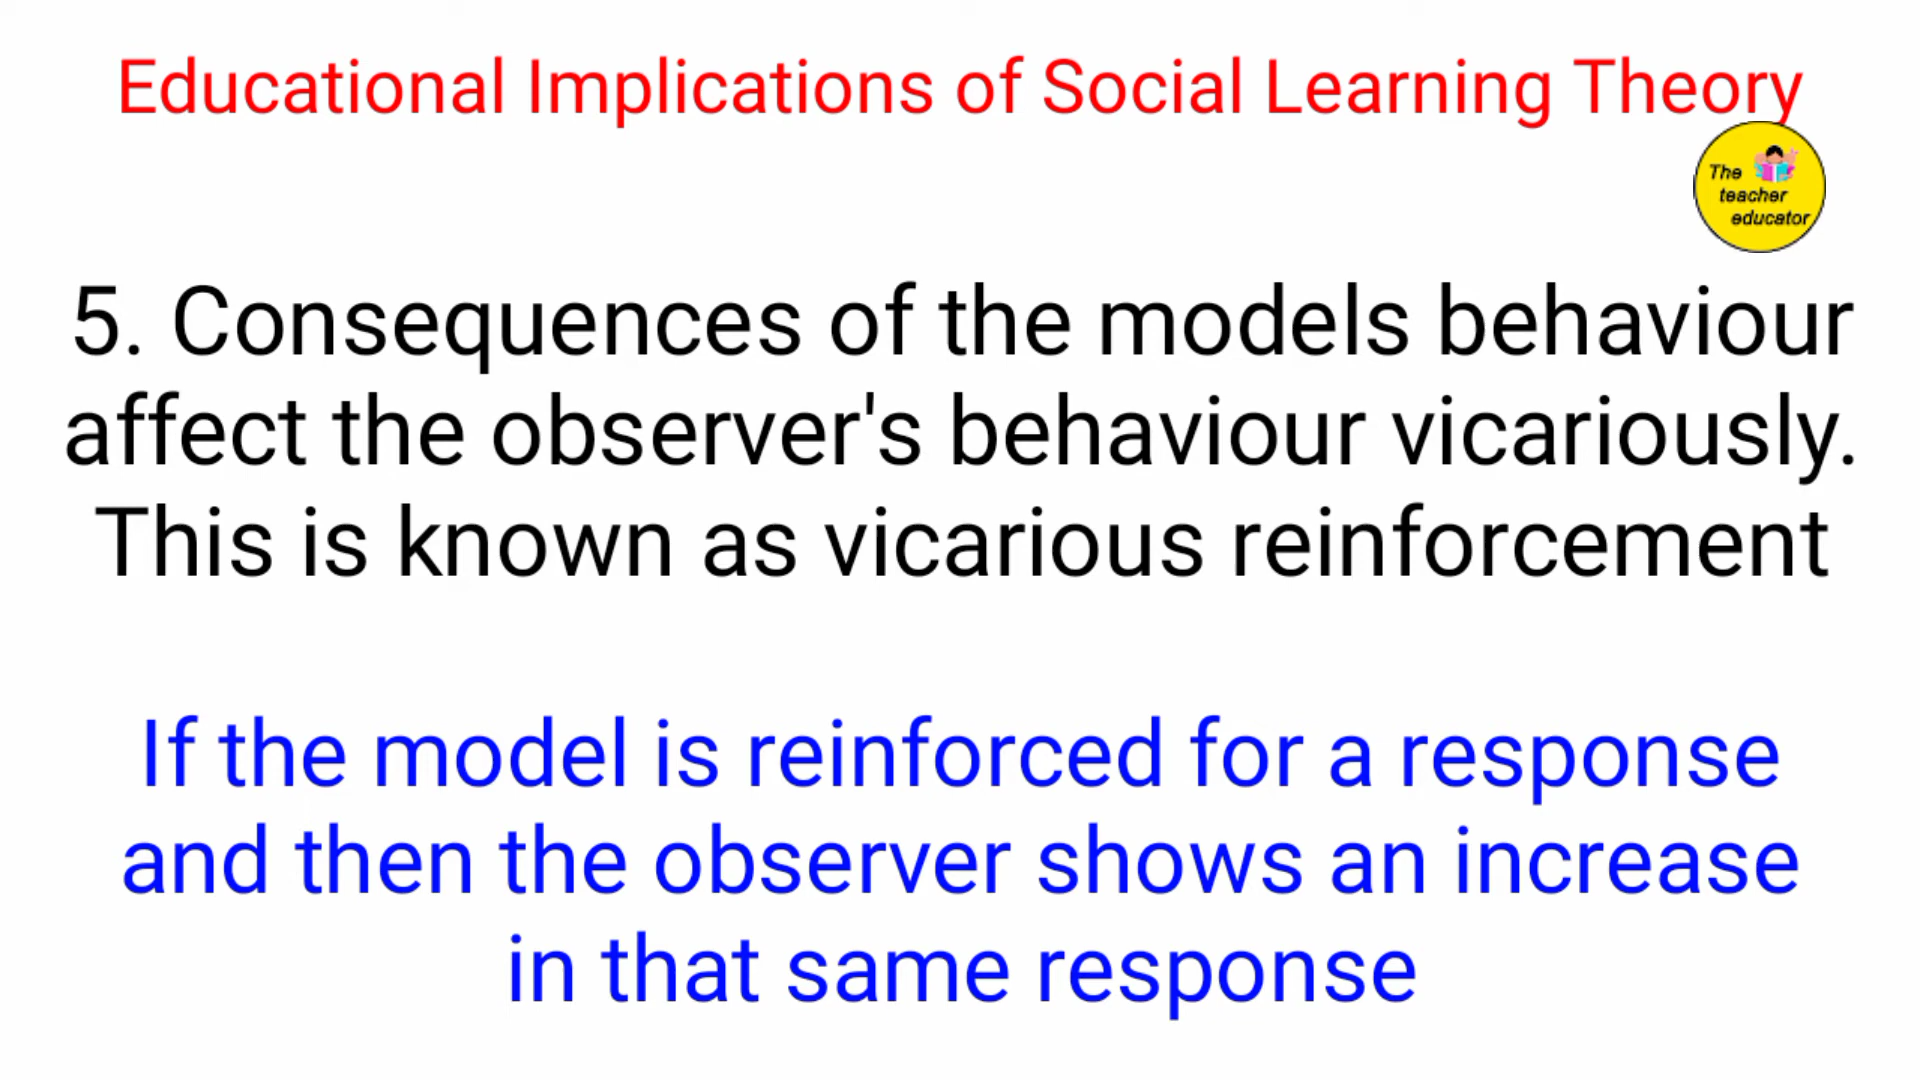 Educational Implications of Social Learning Theory
The
teacher
educator
5. Consequences of the models behaviour
affect the observer's behaviour vicariously.
This is known as vicarious reinforcement
If the model is reinforced for a response
and then the observer shows an increase
in that same response